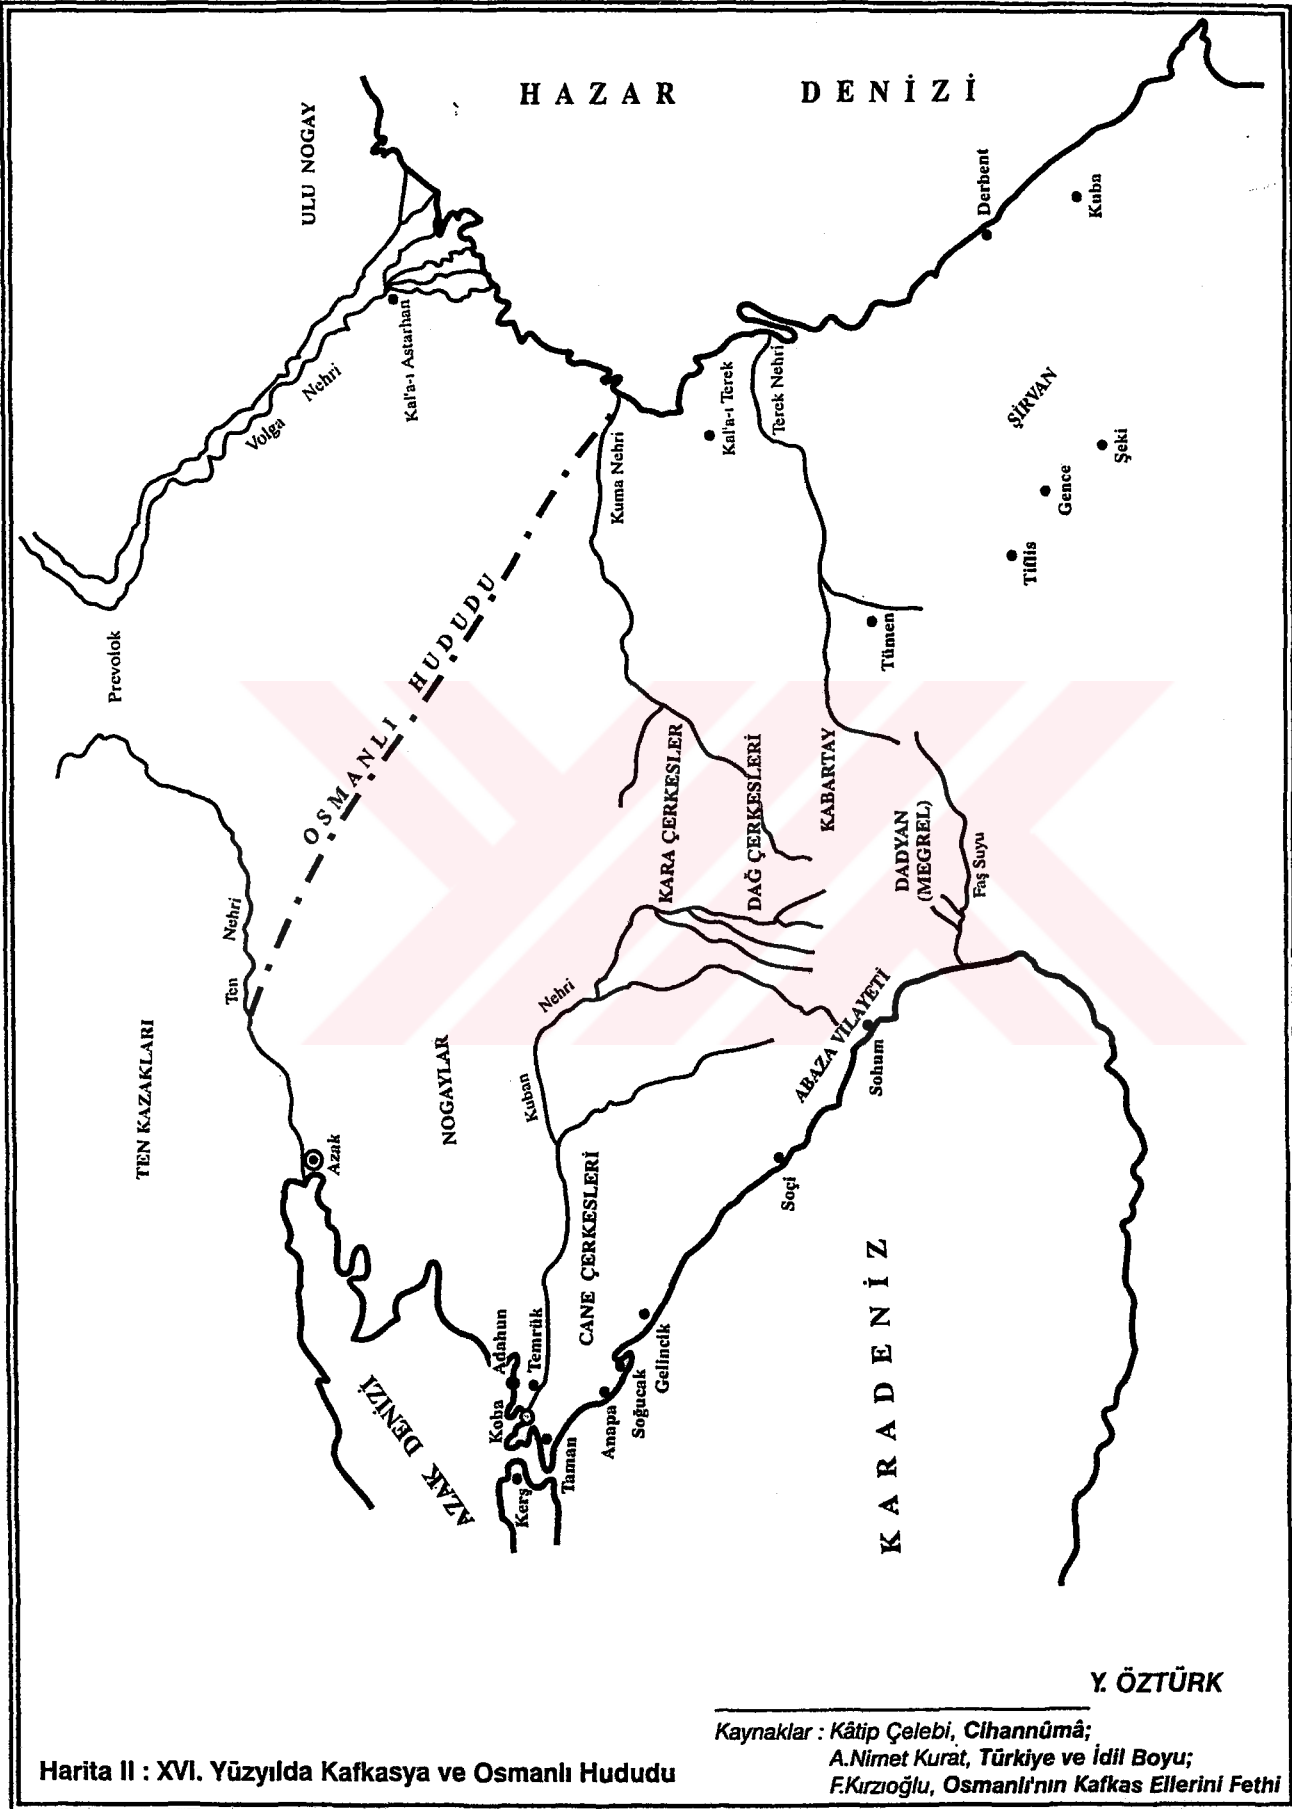 HAZAR DENİZİ
ULU NOGAY
Derbent
Kuba
Kal'a-ı Astarhan
Volga Nehri
Kal'a-ı Terek
Terek Nehri
ŞİRVAN
Şeki
Gence
Tiflis
Kuma Nehri
Tümen
Prevolok
OSMANLI HUDUDU
KARA ÇERKESLER
DAĞ ÇERKESLERİ
KABARTAY
DADYAN
(MEGREL)
Faş Suyu
Ten Nehri
TEN KAZAKLARI
NOGAYLAR
Kuban Nehri
ABAZA VİLAYETİ
Sohum
Azak
Soçi
CANE ÇERKESLERİ
KARADENİZ
Adahun
Temrük
Gelincik
Soğucak
Anapa
Koba
Taman
Kerş
AZAK DENİZİ
Y. ÖZTÜRK
Kaynaklar : Kâtip Çelebi, Cihannûmâ;
A.Nimet Kurat, Türkiye ve İdil Boyu;
F.Kırzıoğlu, Osmanlı'nın Kafkas Ellerini Fethi
Harita II : XVI. Yüzyılda Kafkasya ve Osmanlı Hududu